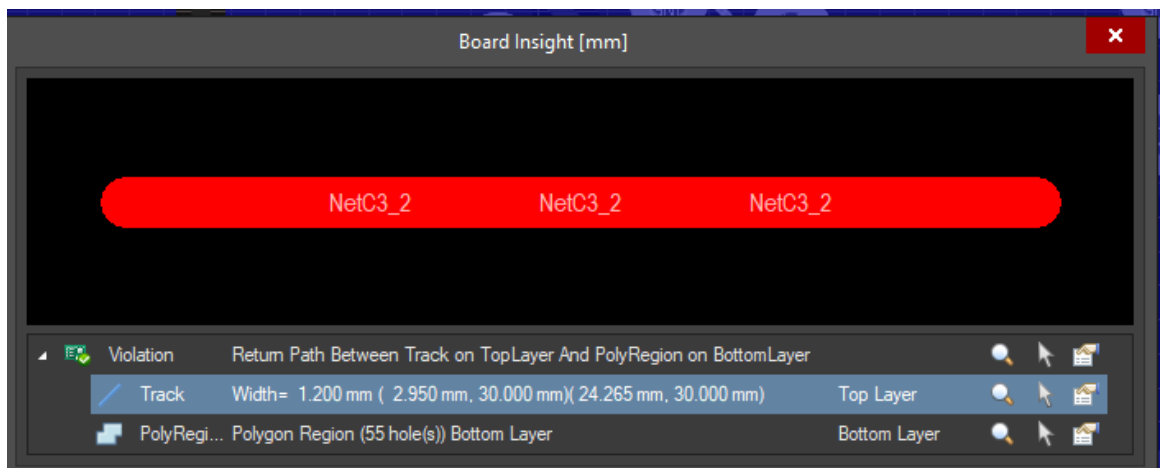 Board Insight [mm]
NetC3_2 NetC3_2 NetC3_2
Violation Return Path Between Track on TopLayer And PolyRegion on BottomLayer
Track Width= 1.200 mm ( 2.950 mm, 30.000 mm)( 24.265 mm, 30.000 mm) Top Layer
PolyRegi... Polygon Region (55 hole(s)) Bottom Layer Bottom Layer